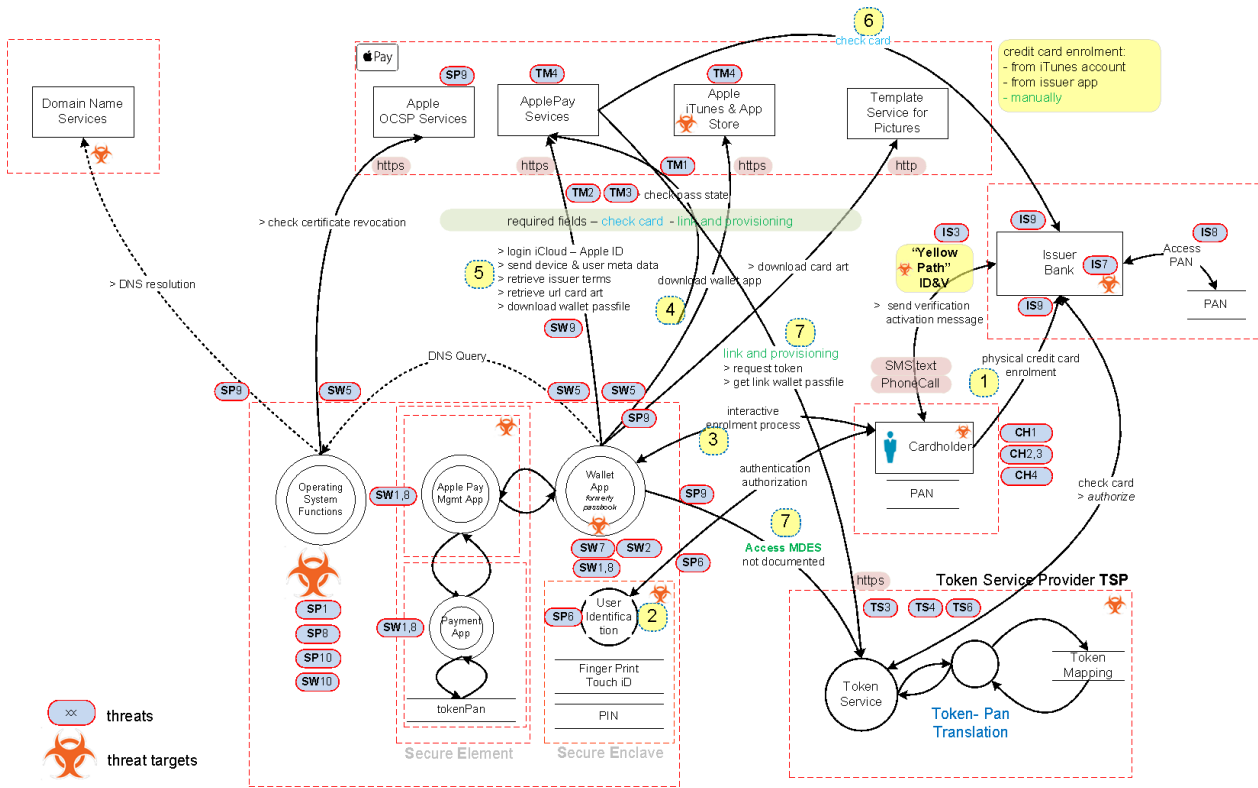 6
check card
Pay
credit card enrolment:
- from iTunes account
- from issuer app
- manually
SP9
TM4
TM4
Domain Name
Services
Apple
OCSP Services
ApplePay
Sevices
Apple
iTunes & App
Store
Template
Service for
Pictures
https
https
TM1
https
http
TM2
TM3
check pass state
required fields – check card - link and provisioning
> check certificate revocation
> DNS resolution
5
> login iCloud – Apple ID
> send device & user meta data
> retrieve issuer terms
> retrieve url card art
> download wallet passfile
SW9
download wallet app
4
> download card art
IS3
IS9
IS8
"Yellow
Path"
ID&V
Issuer
Bank
IS7
IS9
Access
PAN
PAN
> send verification
activation message
7
link and provisioning
> request token
> get link wallet passfile
SMS text
PhoneCall
1
physical credit card
enrolment
DNS Query
SP9
SW5
SW5
SW5
SP9
interactive
enrolment process
3
Cardholder
PAN
CH1
CH2,3
CH4
authentication
authorization
check card
> authorize
Operating
System
Functions
SW1,8
Apple Pay
Mgmt App
Wallet
App
formerly
passbook
SP9
7
Access MDES
not documented
SW7
SW2
SW1,8
SP6
SP1
SP8
SP10
SW10
SW1,8
Payment
App
tokenPan
SP6
User
Identifica
tion
2
Finger Print
Touch iD
PIN
Secure Element
Secure Enclave
https
Token Service Provider TSP
TS3
TS4
TS6
Token
Service
Token
Mapping
Token- Pan
Translation
xx
threats
threat targets